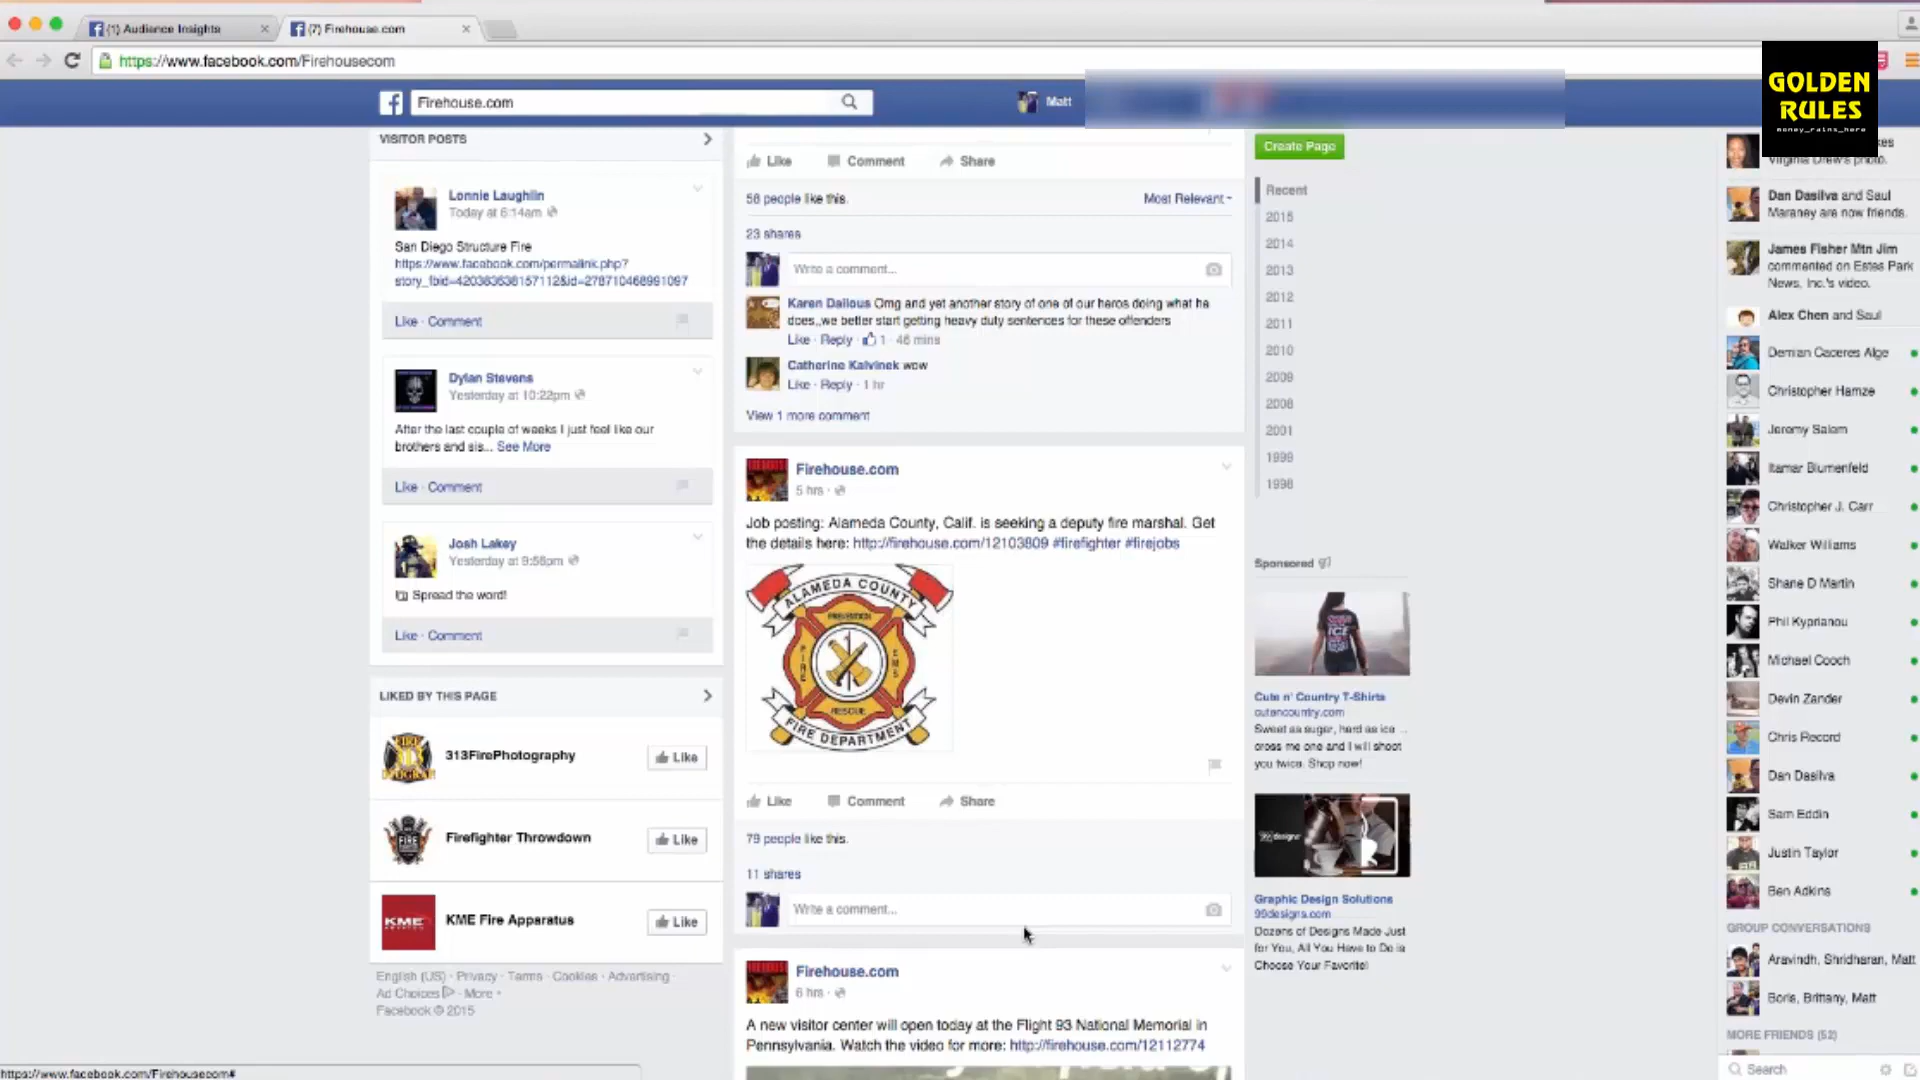 (1) Audience Insights
(7) Firehouse.com
https://www.facebook.com/Firehousecom
Firehouse.com
Matt
GOLDEN
RULES
money_rains_here
VISITOR POSTS
Lonnie Laughlin
Today at 6:14am
San Diego Structure Fire
https://www.facebook.com/permalink.php?
story_fbid=420363638157112&id=278710468991097
Like · Comment
Dylan Stevens
Yesterday at 10:22pm
After the last couple of weeks I just feel like our
brothers and sis... See More
Like · Comment
Josh Lakey
Yesterday at 9:56pm
Spread the word!
Like · Comment
LIKED BY THIS PAGE
313FirePhotography
Like
Firefighter Throwdown
Like
KME
KME Fire Apparatus
Like
English (US) · Privacy · Terms · Cookies · Advertising ·
Ad Choices · More
Facebook © 2015
https://www.facebook.com/Firehousecom#
Like Comment Share
58 people like this.
Most Relevant
23 shares
Write a comment...
Karen Dallous Omg and yet another story of one of our heros doing what he
does,,we better start getting heavy duty sentences for these offenders
Like · Reply · 1 · 46 mins
Catherine Kalvinek wow
Like · Reply · 1 hr
View 1 more comment
Firehouse.com
5 hrs ·
Job posting: Alameda County, Calif. is seeking a deputy fire marshal. Get
the details here: http://firehouse.com/12103809 #firefighter #firejobs
ALAMEDA COUNTY
PREVENTION
FIRE
EMS
RESCUE
FIRE DEPARTMENT
Like Comment Share
79 people like this.
11 shares
Write a comment...
Firehouse.com
6 hrs ·
A new visitor center will open today at the Flight 93 National Memorial in
Pennsylvania. Watch the video for more: http://firehouse.com/12112774
Create Page
Recent
2015
2014
2013
2012
2011
2010
2009
2008
2001
1999
1998
Sponsored
ICE
Cute n' Country T-Shirts
cutencountry.com
Sweet as sugar, hard as ice ...
cross me one and I will shoot
you twice. Shop now!
99designs
Graphic Design Solutions
99designs.com
Dozens of Designs Made Just
for You, All You Have to Do is
Choose Your Favorite!
Virginia Drew's photo.
Dan Dasilva and Saul
Maraney are now friends.
James Fisher Mtn Jim
commented on Estes Park
News, Inc.'s video.
Alex Chen and Saul
Demian Caceres Alge
Christopher Hamze
Jeremy Salem
Itamar Blumenfeld
Christopher J. Carr
Walker Williams
Shane D Martin
Phil Kyprianou
Michael Cooch
Devin Zander
Chris Record
Dan Dasilva
Sam Eddin
Justin Taylor
Ben Adkins
GROUP CONVERSATIONS
Aravindh, Shridharan, Matt
Boris, Brittany, Matt
MORE FRIENDS (52)
Search